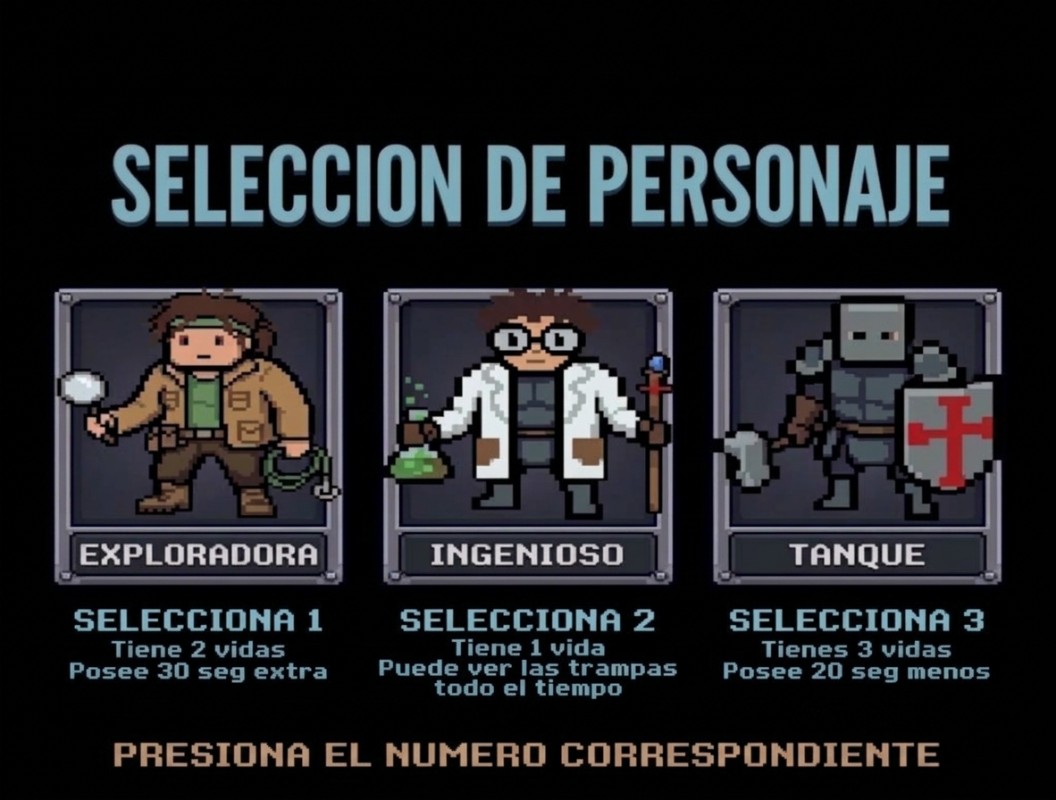 SELECCION DE PERSONAJE
EXPLORADORA
INGENIOSO
TANQUE
SELECCIONA 1
Tiene 2 vidas
Posee 30 seg extra
SELECCIONA 2
Tiene 1 vida
Puede ver las trampas
todo el tiempo
SELECCIONA 3
Tienes 3 vidas
Posee 20 seg menos
PRESIONA EL NUMERO CORRESPONDIENTE